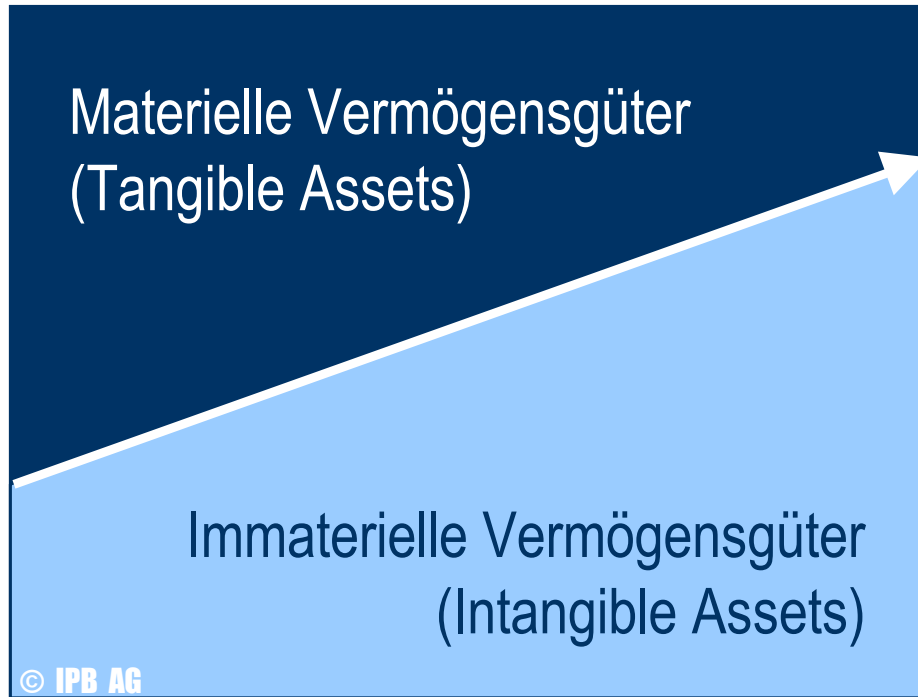 Materielle Vermögensgüter
(Tangible Assets)
Immaterielle Vermögensgüter
(Intangible Assets)
© IPB AG